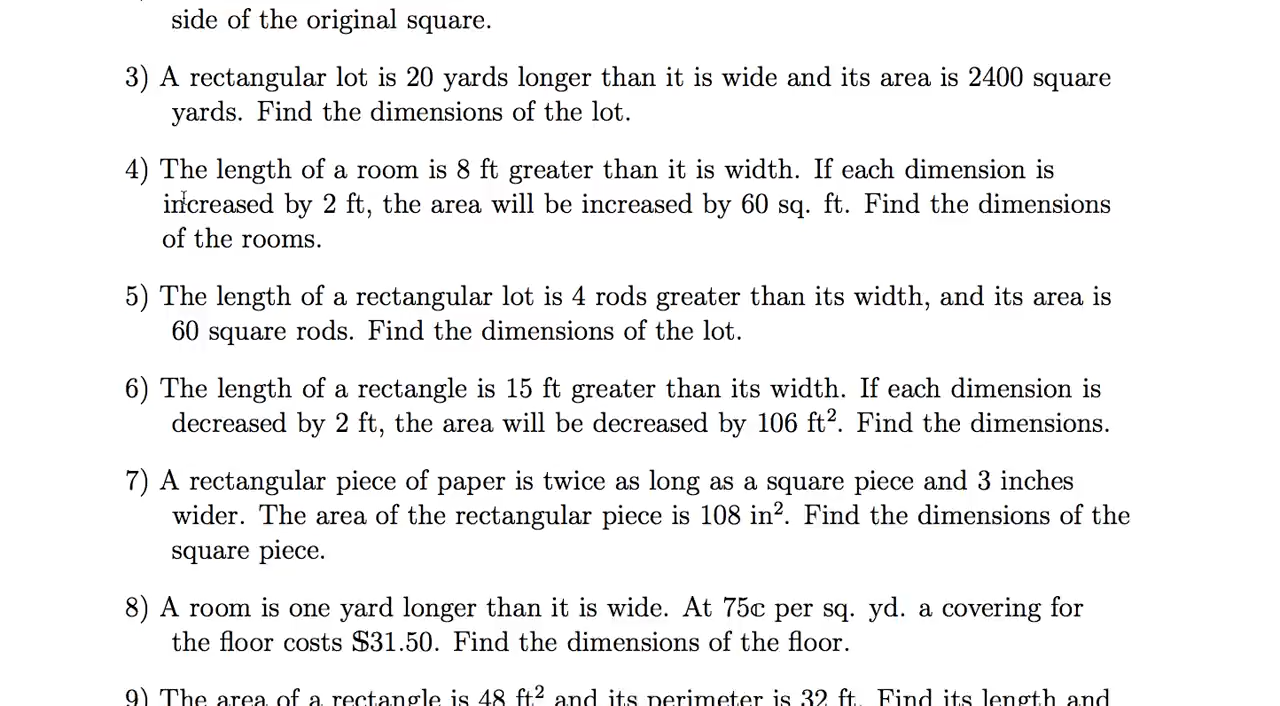 side of the original square.
3) A rectangular lot is 20 yards longer than it is wide and its area is 2400 square
yards. Find the dimensions of the lot.
4) The length of a room is 8 ft greater than it is width. If each dimension is
increased by 2 ft, the area will be increased by 60 sq. ft. Find the dimensions
of the rooms.
5) The length of a rectangular lot is 4 rods greater than its width, and its area is
60 square rods. Find the dimensions of the lot.
6) The length of a rectangle is 15 ft greater than its width. If each dimension is
decreased by 2 ft, the area will be decreased by 106 ft². Find the dimensions.
7) A rectangular piece of paper is twice as long as a square piece and 3 inches
wider. The area of the rectangular piece is 108 in². Find the dimensions of the
square piece.
8) A room is one yard longer than it is wide. At 75¢ per sq. yd. a covering for
the floor costs $31.50. Find the dimensions of the floor.
9) The area of a rectangle is 48 ft² and its perimeter is 32 ft. Find its length and